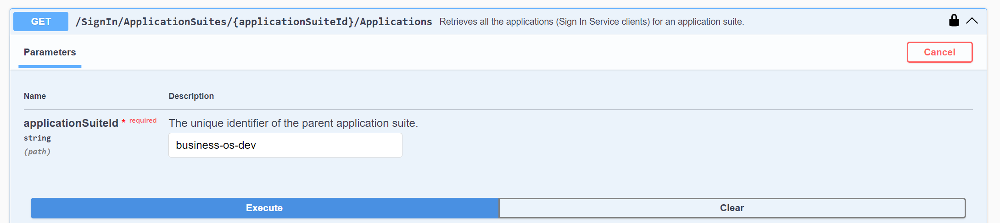 GET /SignIn/ApplicationSuites/{applicationSuiteId}/Applications Retrieves all the applications (Sign In Service clients) for an application suite.
Parameters Cancel
Name Description
applicationSuiteId * required The unique identifier of the parent application suite.
string
business-os-dev
(path)
Execute Clear